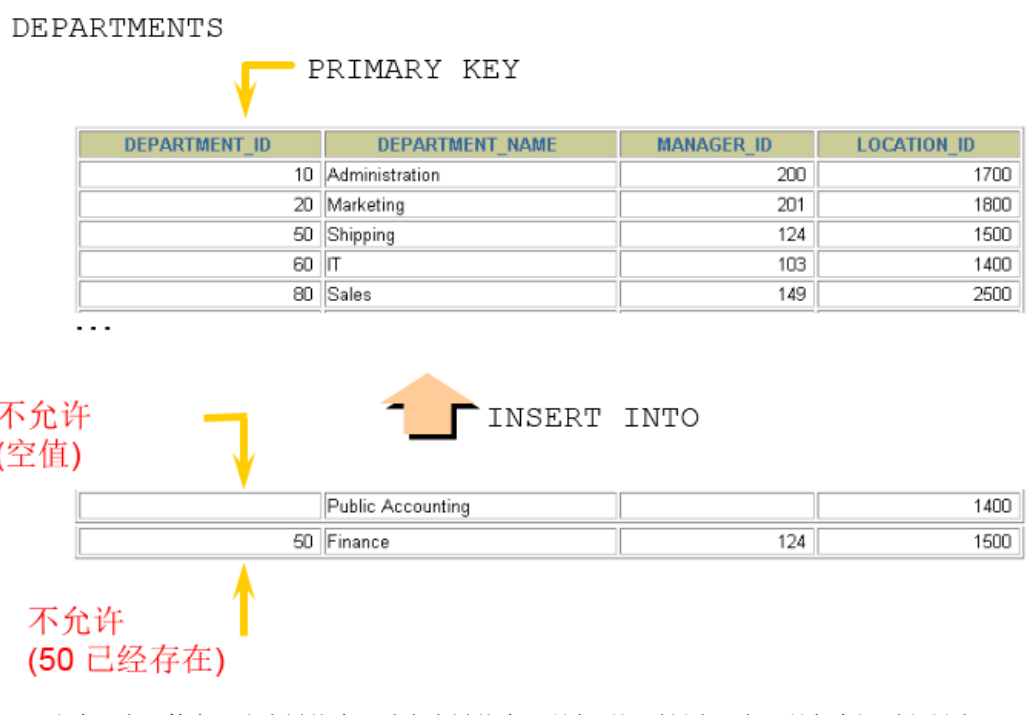 DEPARTMENTS
PRIMARY KEY
DEPARTMENT_ID DEPARTMENT_NAME MANAGER_ID LOCATION_ID
10 Administration 200 1700
20 Marketing 201 1800
50 Shipping 124 1500
60 IT 103 1400
80 Sales 149 2500
...
INSERT INTO
不允许
(空值)
Public Accounting 1400
50 Finance 124 1500
不允许
(50 已经存在)